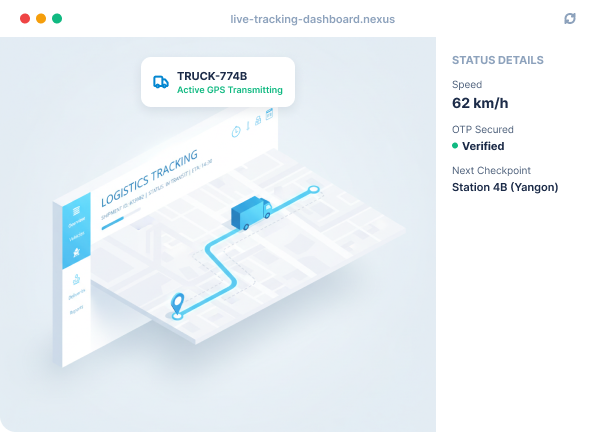 live-tracking-dashboard.nexus
TRUCK-774B
Active GPS Transmitting
STATUS DETAILS
Speed
62 km/h
OTP Secured
Verified
Next Checkpoint
Station 4B (Yangon)
LOGISTICS TRACKING
Reports